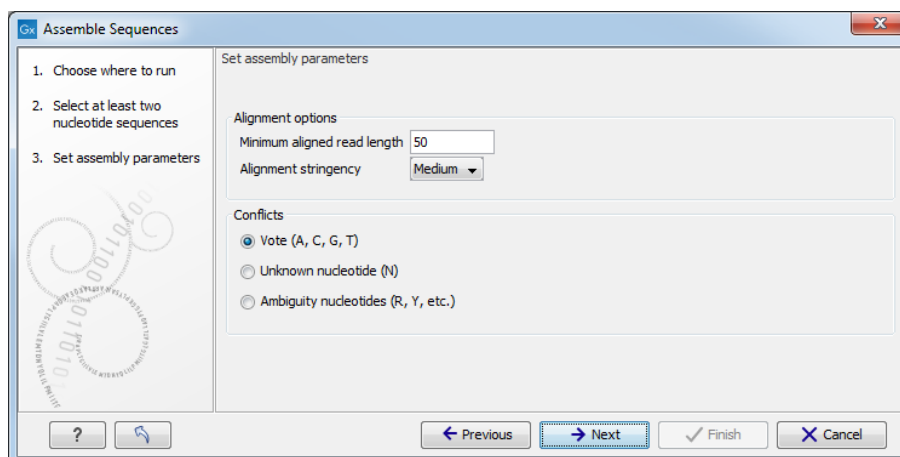 Gx Assemble Sequences
1. Choose where to run
2. Select at least two
nucleotide sequences
3. Set assembly parameters
Set assembly parameters
Alignment options
Minimum aligned read length 50
Alignment stringency Medium
Conflicts
Vote (A, C, G, T)
Unknown nucleotide (N)
Ambiguity nucleotides (R, Y, etc.)
? Previous Next Finish Cancel